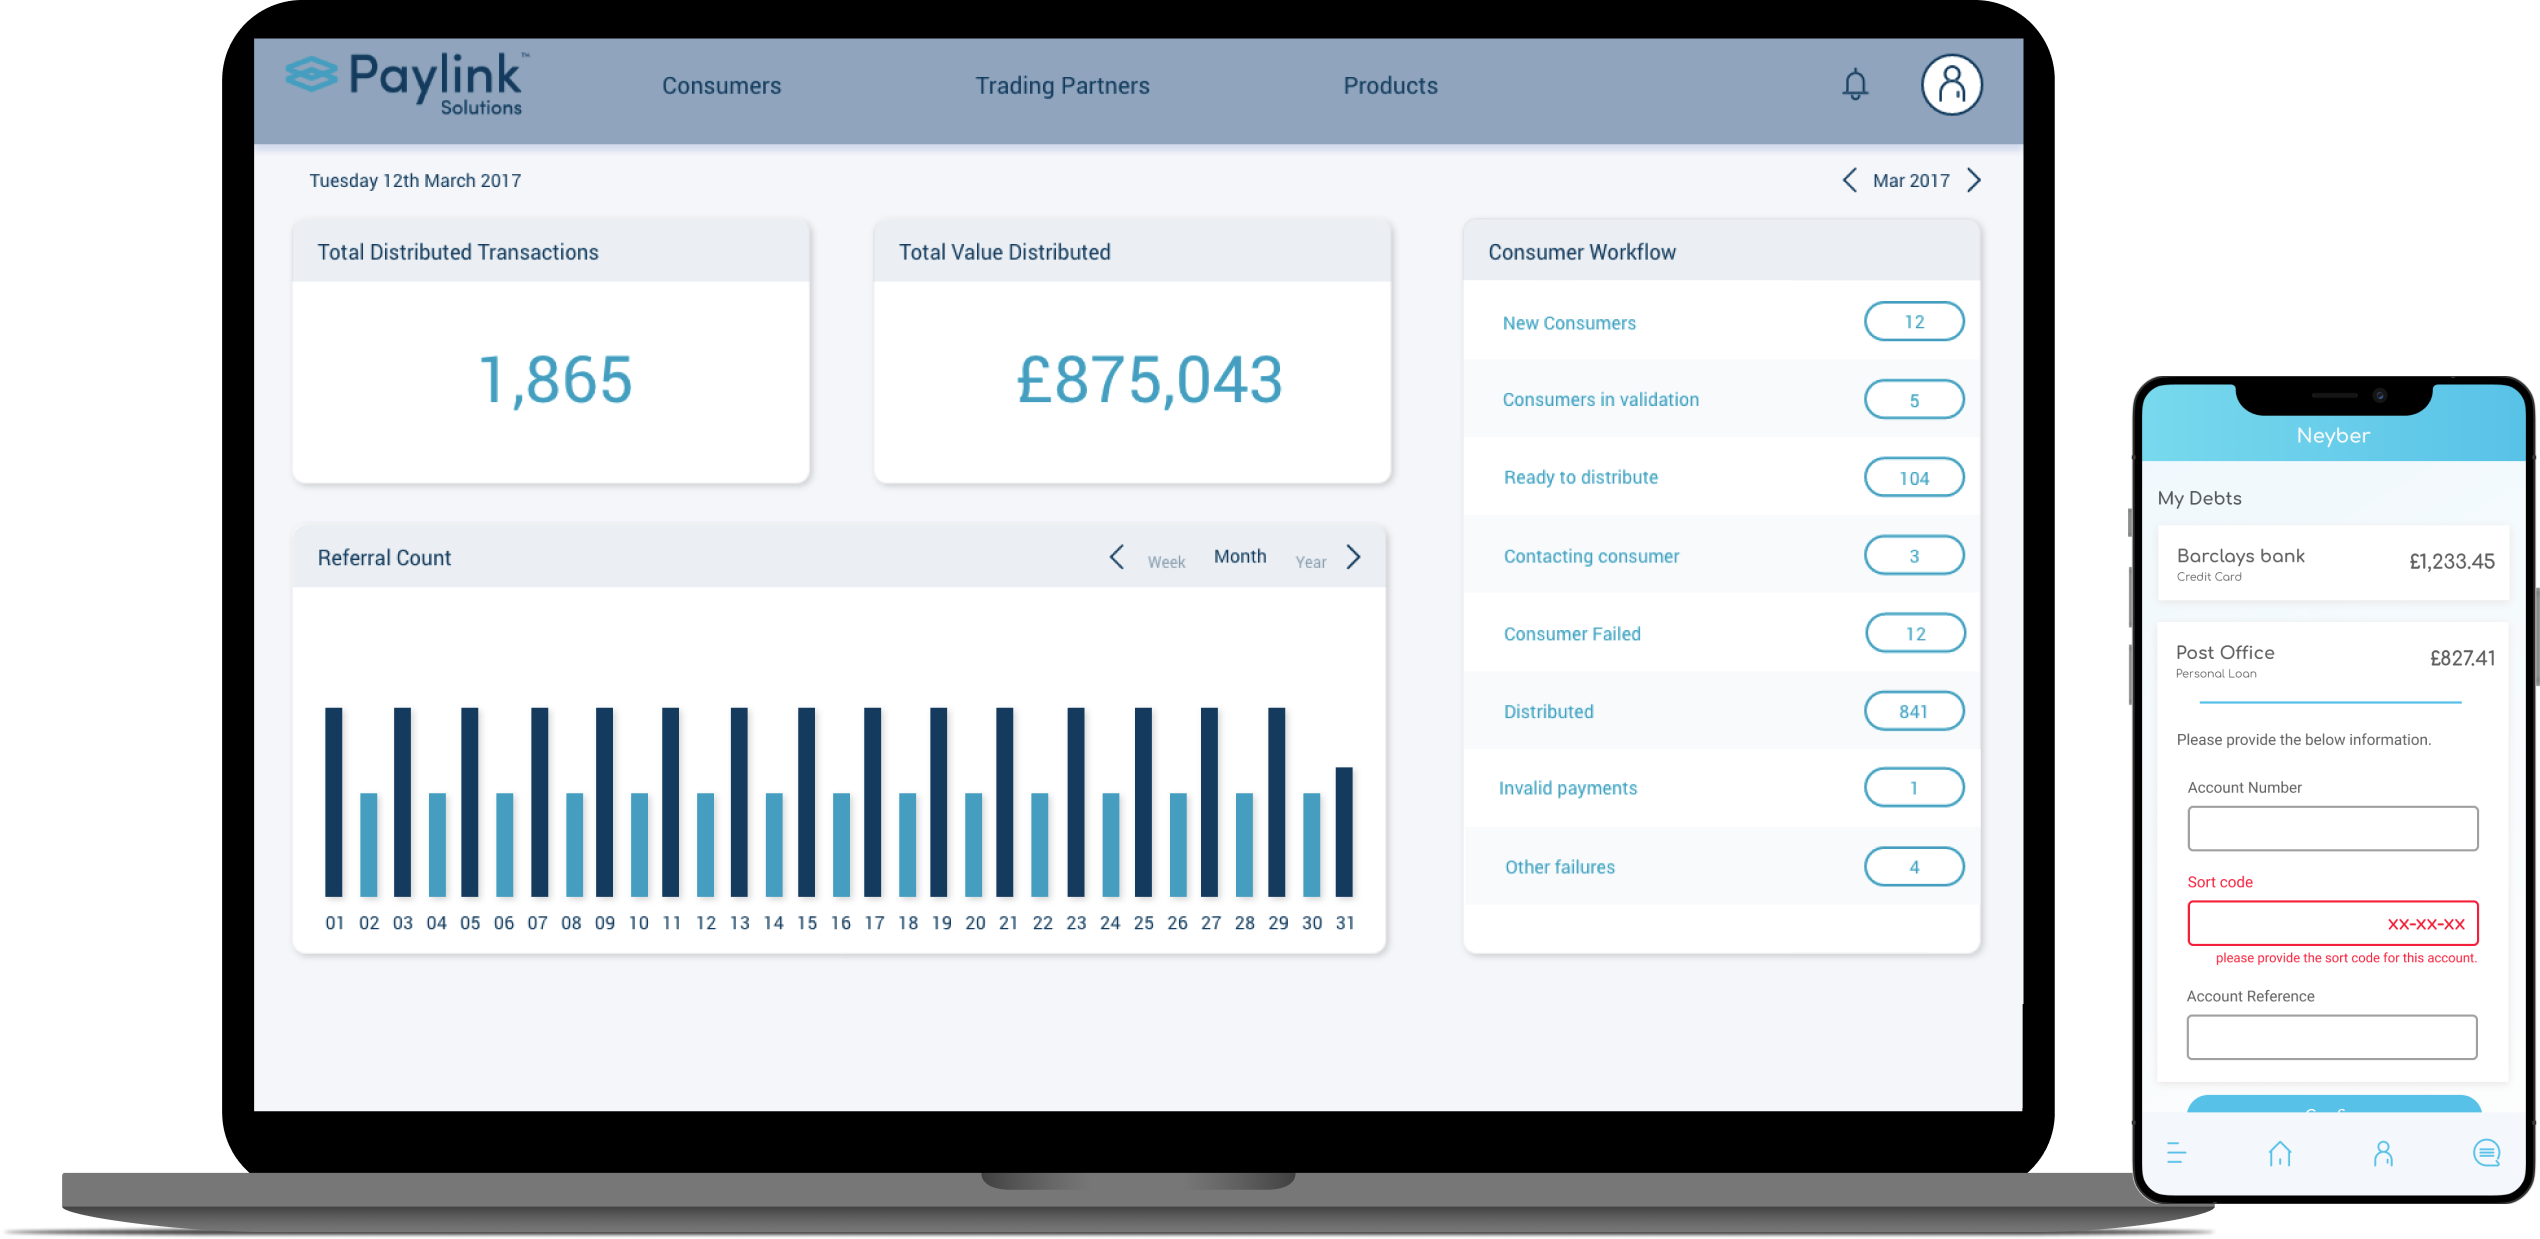 Paylink™
Solutions
Consumers
Trading Partners
Products
Tuesday 12th March 2017
Mar 2017
Total Distributed Transactions
1,865
Total Value Distributed
£875,043
Referral Count
Week Month Year
01 02 03 04 05 06 07 08 09 10 11 12 13 14 15 16 17 18 19 20 21 22 23 24 25 26 27 28 29 30 31
Consumer Workflow
New Consumers 12
Consumers in validation 5
Ready to distribute 104
Contacting consumer 3
Consumer Failed 12
Distributed 841
Invalid payments 1
Other failures 4
Neyber
My Debts
Barclays bank £1,233.45
Credit Card
Post Office £827.41
Personal Loan
Please provide the below information.
Account Number
Sort code
xx-xx-xx
please provide the sort code for this account.
Account Reference